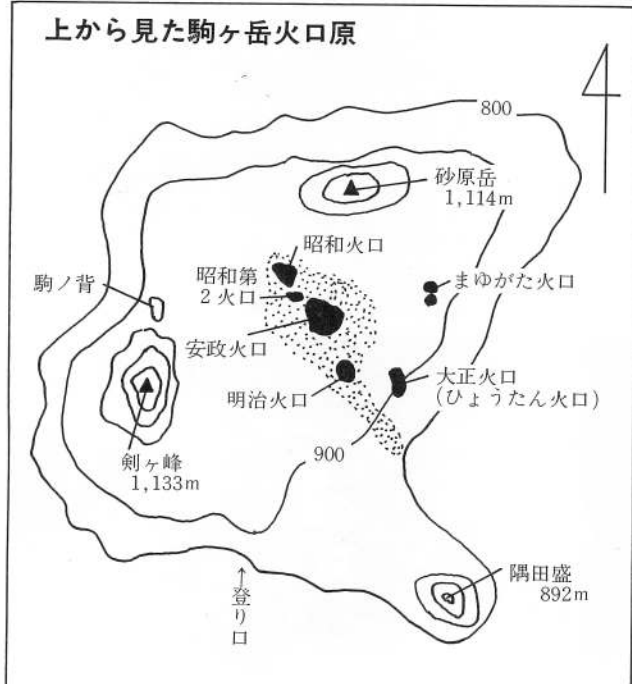 上から見た駒ヶ岳火口原
800
砂原岳
1,114m
昭和火口
昭和第
2火口
まゆがた火口
駒ノ背
安政火口
大正火口
(ひょうたん火口)
明治火口
剣ヶ峰
1,133m
900
隅田盛
892m
↑登り口